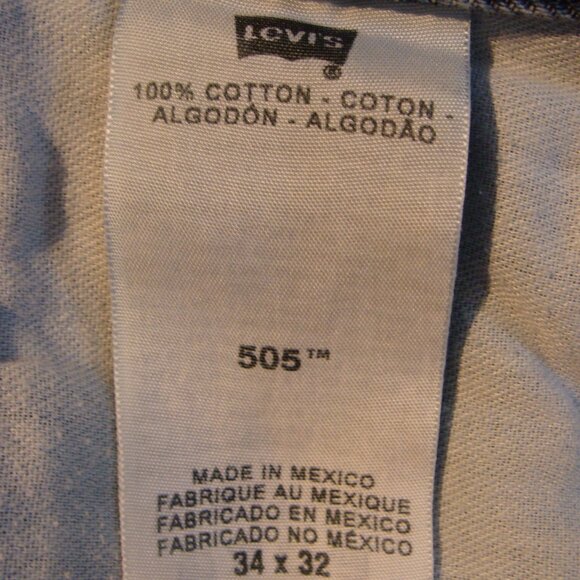 Levi's
®
100% COTTON - COTON -
ALGODÓN - ALGODÃO
505™
MADE IN MEXICO
FABRIQUE AU MEXIQUE
FABRICADO EN MEXICO
FABRICADO NO MÉXICO
34 x 32